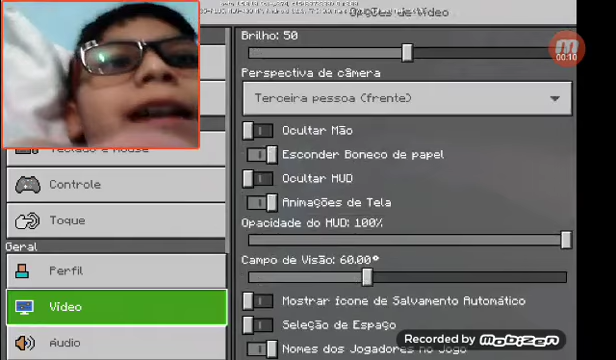 Opções de Vídeo
Brilho: 50
00:10
Perspectiva de câmera
Terceira pessoa (frente)
Ocultar Mão
Teclado e Mouse
Esconder Boneco de papel
Controle
Ocultar HUD
Animações de Tela
Toque
Opacidade do HUD: 100%
Geral
Campo de Visão: 60.00°
Perfil
Mostrar ícone de Salvamento Automático
Vídeo
Seleção de Espaço
Recorded by Mobizen
Áudio
Nomes dos Jogadores no Jogo